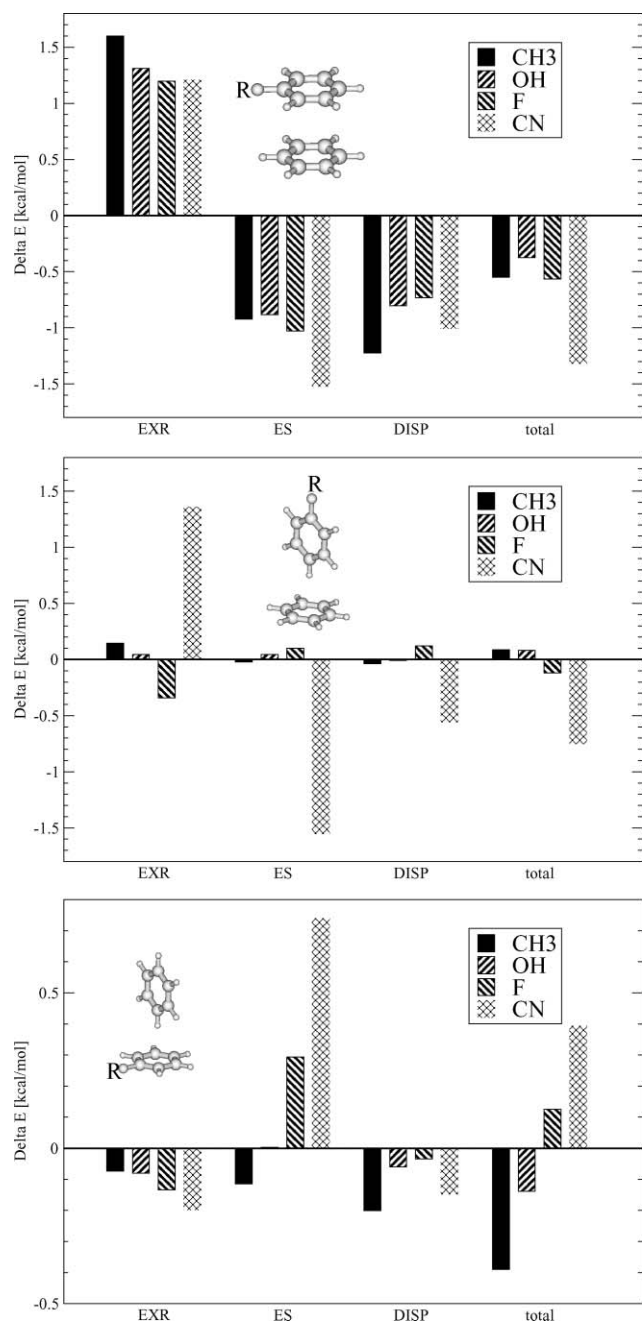 1.5
1
0.5
0
-0.5
-1
-1.5
Delta E [kcal/mol]
R
CH3
OH
F
CN
EXR ES DISP total
1.5
1
0.5
0
-0.5
-1
-1.5
Delta E [kcal/mol]
R
CH3
OH
F
CN
EXR ES DISP total
0.5
0
-0.5
Delta E [kcal/mol]
R
CH3
OH
F
CN
EXR ES DISP total